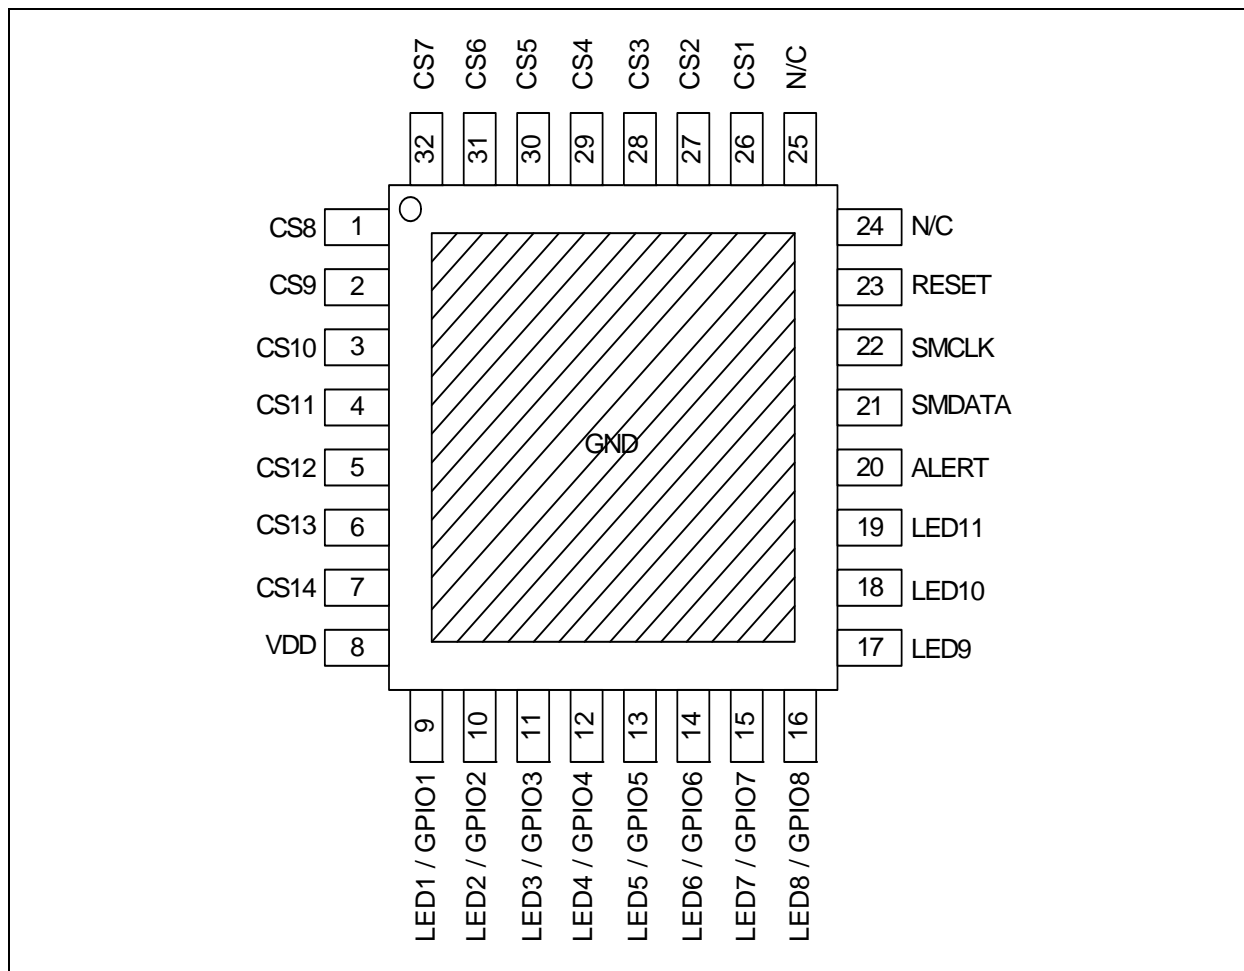 CS7 CS6 CS5 CS4 CS3 CS2 CS1 N/C
32 31 30 29 28 27 26 25
CS8 1 24 N/C
CS9 2 23 RESET
CS10 3 22 SMCLK
CS11 4 21 SMDATA
GND
CS12 5 20 ALERT
CS13 6 19 LED11
CS14 7 18 LED10
VDD 8 17 LED9
9 10 11 12 13 14 15 16
LED1 / GPIO1
LED2 / GPIO2
LED3 / GPIO3
LED4 / GPIO4
LED5 / GPIO5
LED6 / GPIO6
LED7 / GPIO7
LED8 / GPIO8